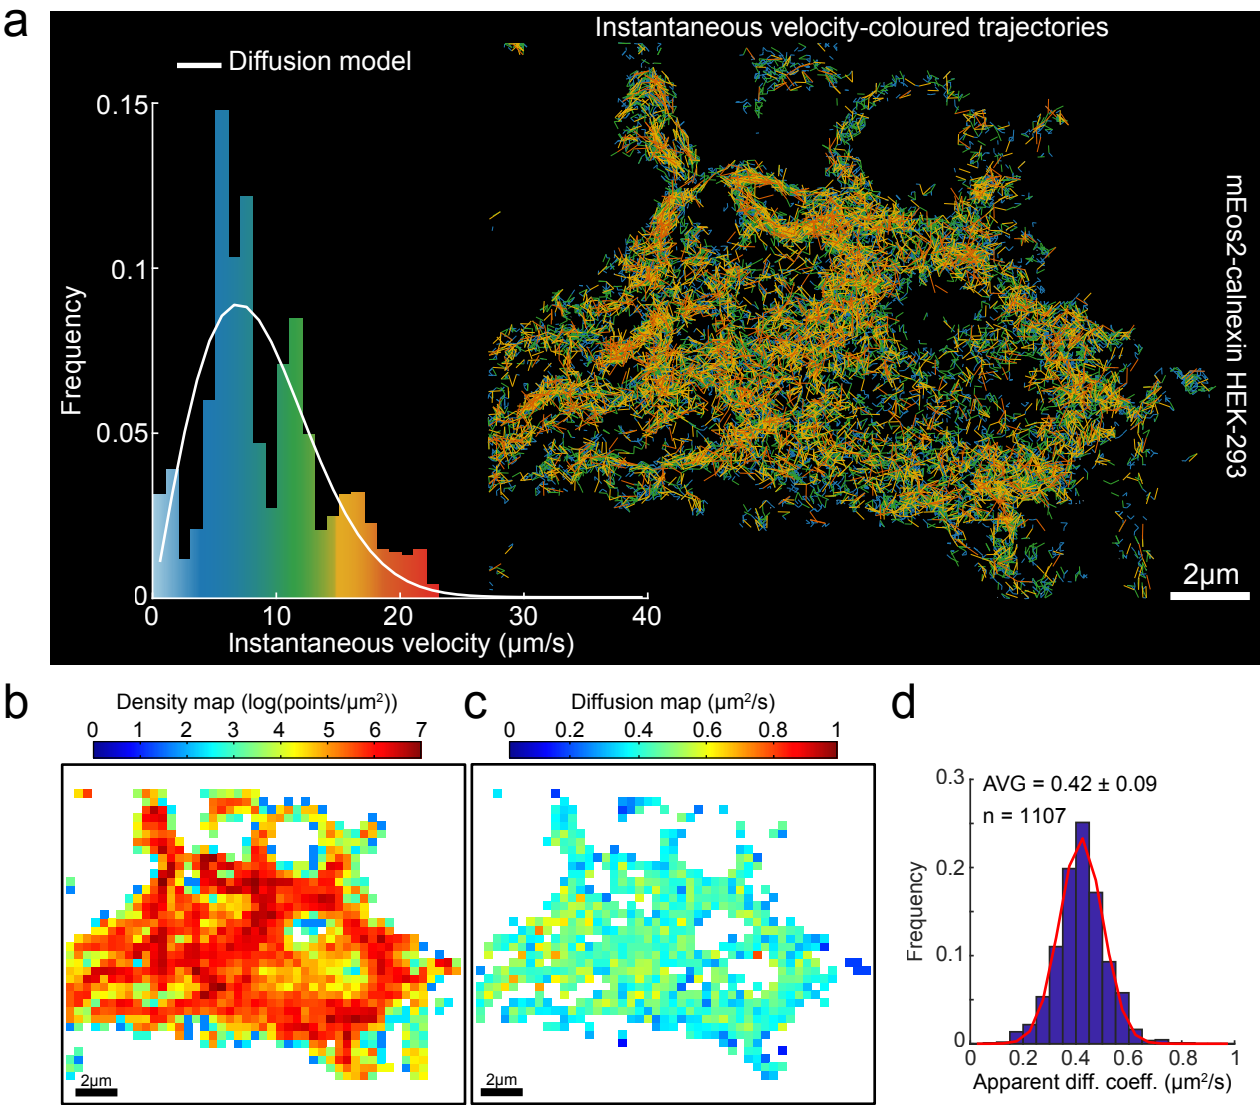 a
Instantaneous velocity-coloured trajectories
Diffusion model
0.15
0.1
0.05
0
Frequency
0 10 20 30 40
Instantaneous velocity (µm/s)
mEos2-calnexin HEK-293
2µm
b
Density map (log(points/µm²))
0 1 2 3 4 5 6 7
2µm
c
Diffusion map (µm²/s)
0 0.2 0.4 0.6 0.8 1
2µm
d
AVG = 0.42 ± 0.09
n = 1107
0.3
0.2
0.1
0
Frequency
0 0.2 0.4 0.6 0.8 1
Apparent diff. coeff. (µm²/s)